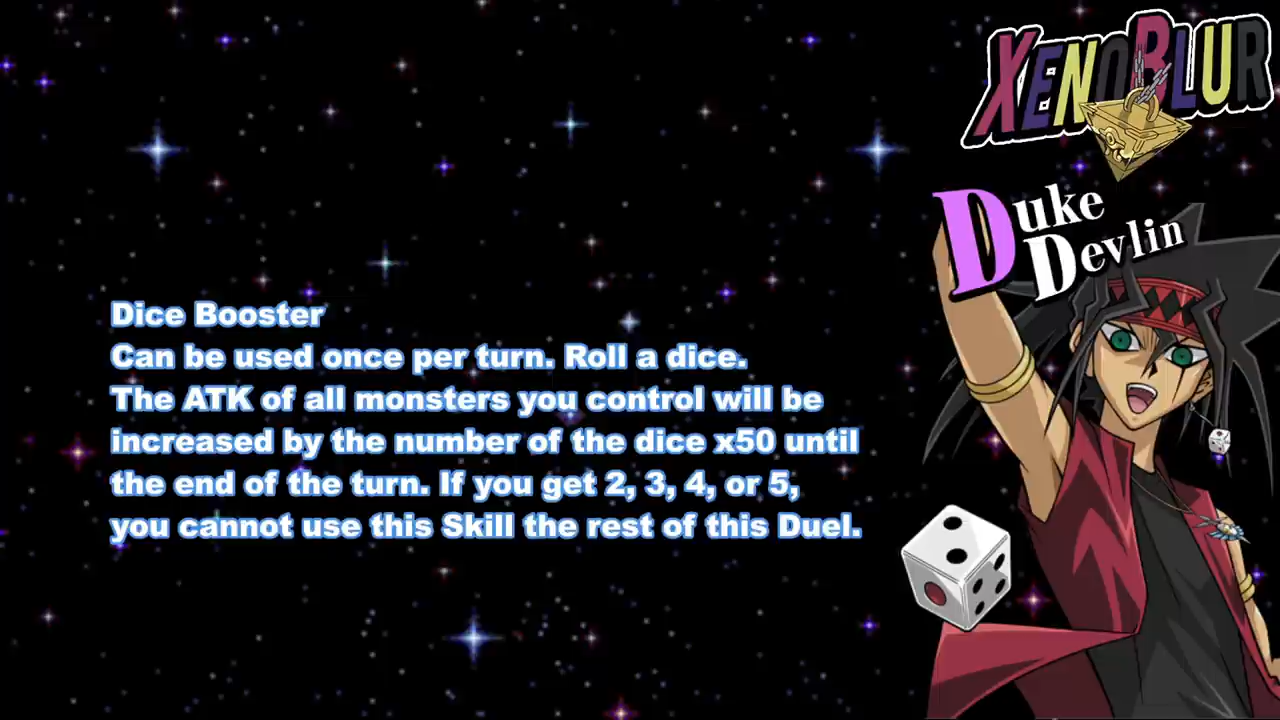 XENOBLUR
Duke
Devlin
Dice Booster
Can be used once per turn. Roll a dice.
The ATK of all monsters you control will be
increased by the number of the dice x50 until
the end of the turn. If you get 2, 3, 4, or 5,
you cannot use this Skill the rest of this Duel.